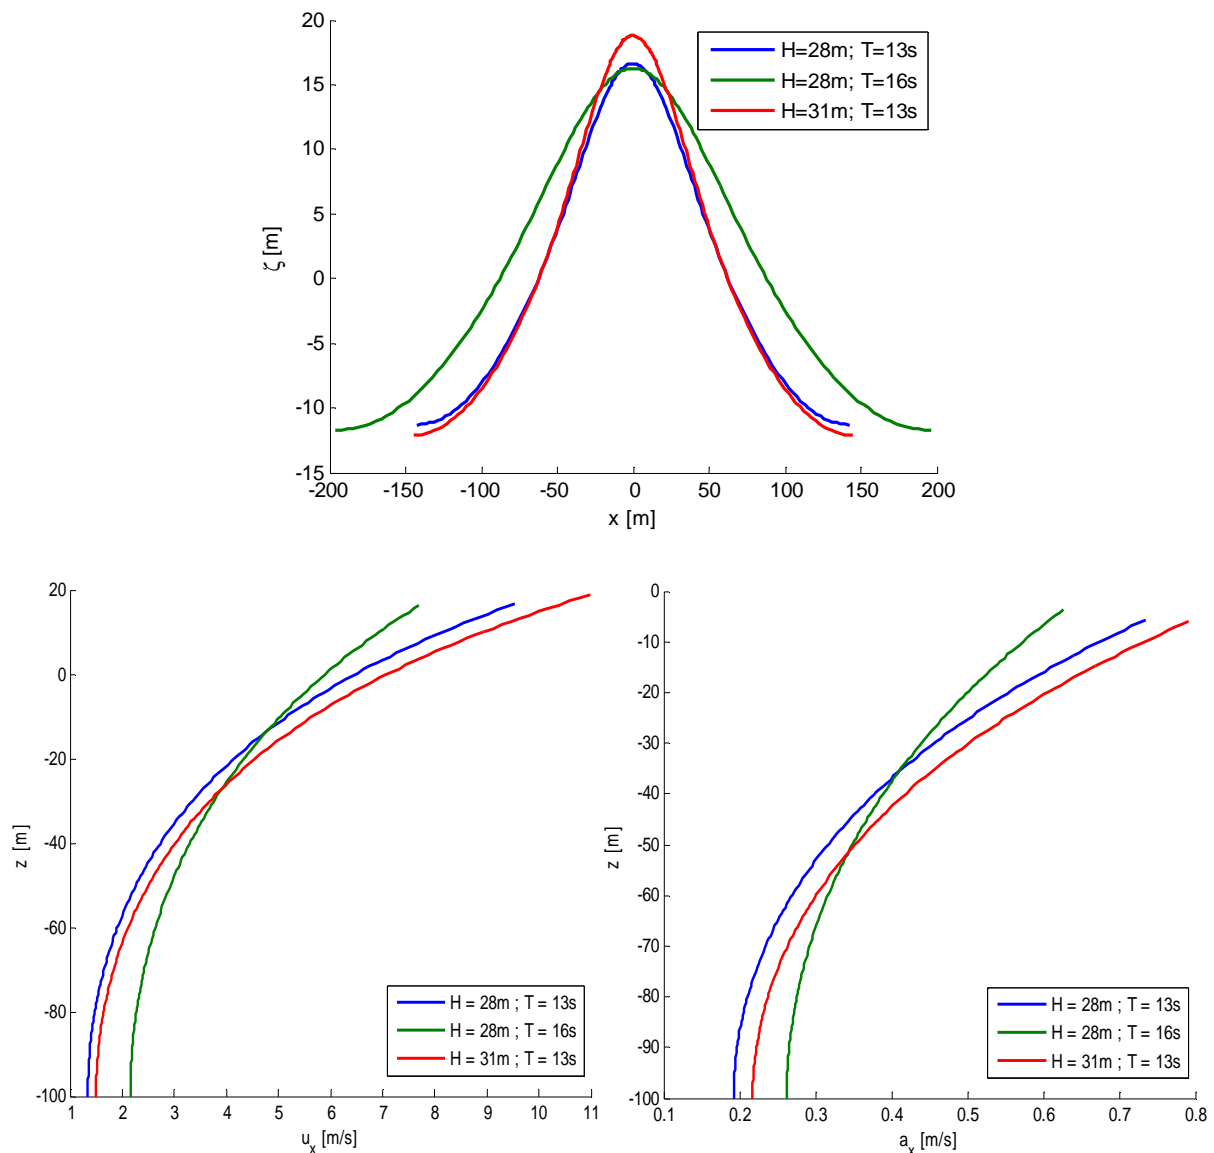 20
15
10
5
0
-5
-10
-15
ζ [m]
-200 -150 -100 -50 0 50 100 150 200
x [m]
H=28m; T=13s
H=28m; T=16s
H=31m; T=13s
20
0
-20
-40
-60
-80
-100
z [m]
1 2 3 4 5 6 7 8 9 10 11
u_x [m/s]
H = 28m ; T = 13s
H = 28m ; T = 16s
H = 31m ; T = 13s
0
-10
-20
-30
-40
-50
-60
-70
-80
-90
-100
z [m]
0.1 0.2 0.3 0.4 0.5 0.6 0.7 0.8
a_x [m/s]
H = 28m ; T = 13s
H = 28m ; T = 16s
H = 31m ; T = 13s